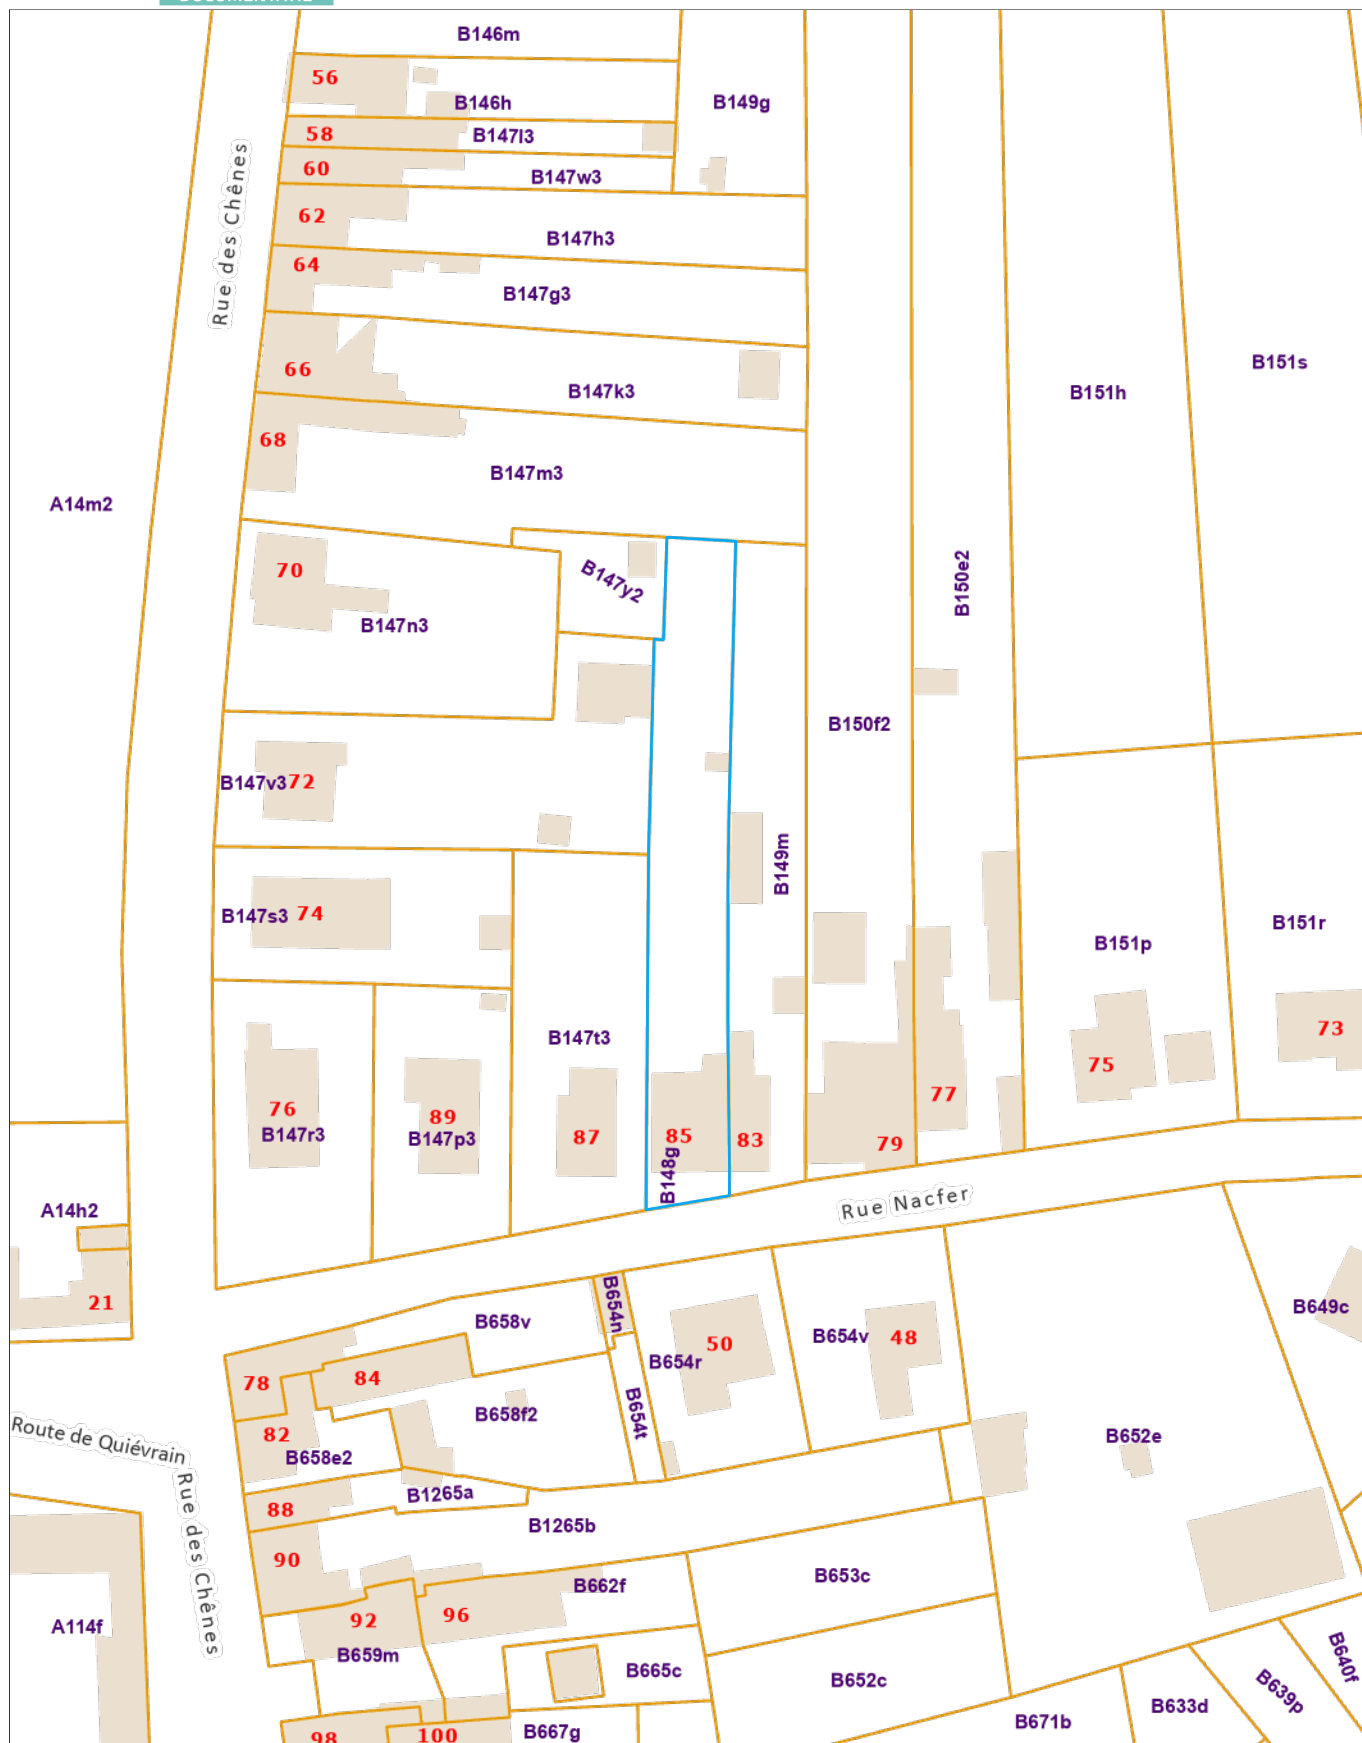 B146m
56
B146h
B149g
58
B147l3
60
B147w3
62
B147h3
Rue des Chênes
64
B147g3
66
B147k3
B151s
B151h
68
B147m3
A14m2
70
B147y2
B150e2
B147n3
B150f2
B147v3
72
B149m
B147s3
74
B151r
B151p
B147t3
73
75
76
89
77
B147r3
B147p3
87
85
83
79
B148g
Rue Nacfer
A14h2
21
B654n
B649c
B658v
B654v
48
50
B654r
78
84
B654t
B658f2
82
B658e2
B652e
Route de Quiévrain
B1265a
88
B1265b
Rue des Chênes
90
B653c
B662f
92
96
A114f
B659m
B665c
B652c
B640f
B639p
B633d
B671b
98
100
B667g